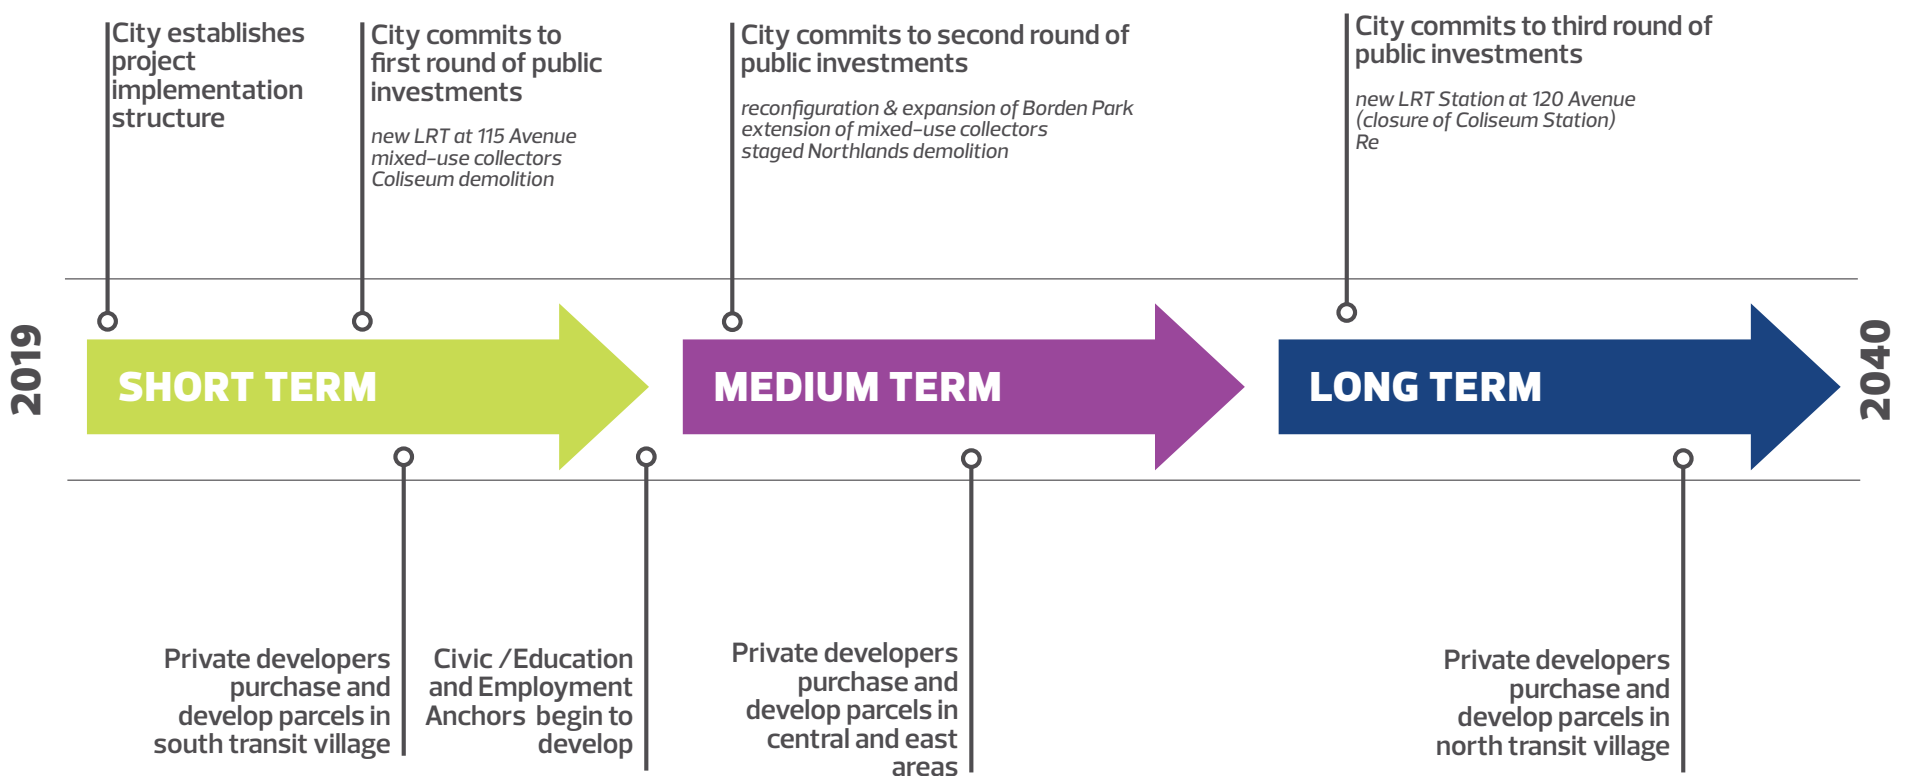 City establishes
project
implementation
structure
City commits to
first round of public
investments
new LRT at 115 Avenue
mixed-use collectors
Coliseum demolition
City commits to second round of
public investments
reconfiguration & expansion of Borden Park
extension of mixed-use collectors
staged Northlands demolition
City commits to third round of
public investments
new LRT Station at 120 Avenue
(closure of Coliseum Station)
Re
2019
SHORT TERM
MEDIUM TERM
LONG TERM
2040
Private developers
purchase and
develop parcels in
south transit village
Civic /Education
and Employment
Anchors begin to
develop
Private developers
purchase and
develop parcels in
central and east
areas
Private developers
purchase and
develop parcels in
north transit village